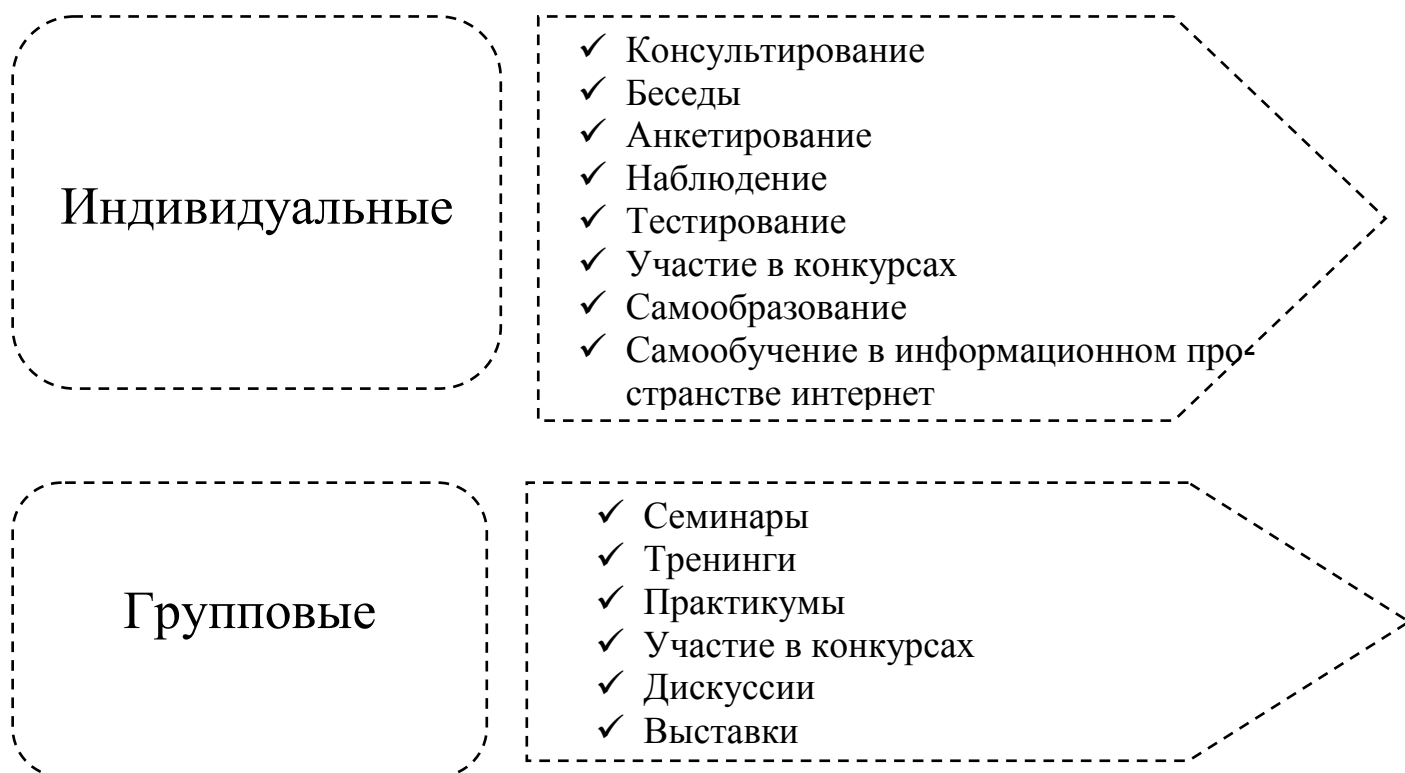 Индивидуальные
✓ Консультирование
✓ Беседы
✓ Анкетирование
✓ Наблюдение
✓ Тестирование
✓ Участие в конкурсах
✓ Самообразование
✓ Самообучение в информационном про-
странстве интернет
Групповые
✓ Семинары
✓ Тренинги
✓ Практикумы
✓ Участие в конкурсах
✓ Дискуссии
✓ Выставки